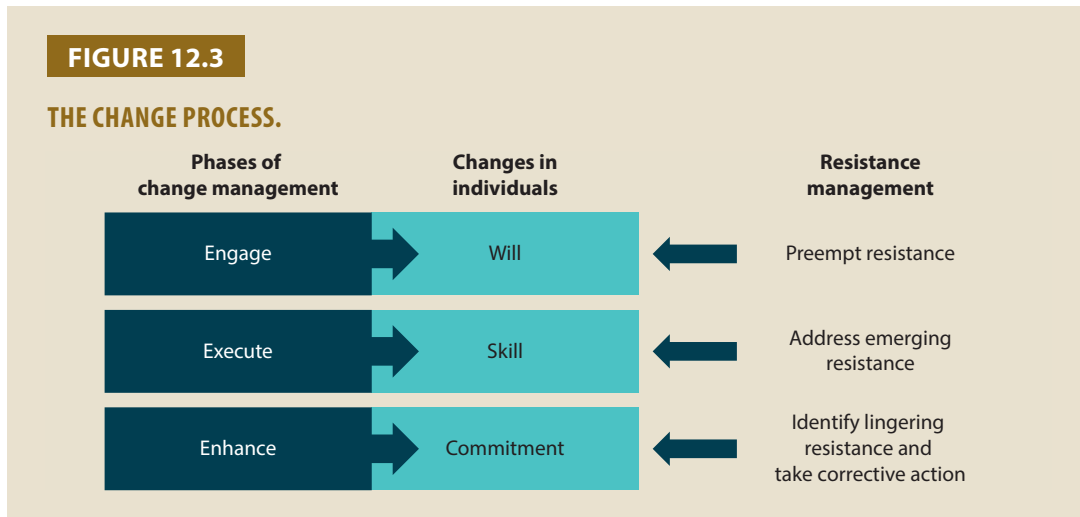 FIGURE 12.3
THE CHANGE PROCESS.
Phases of
change management
Changes in
individuals
Resistance
management
Engage
Will
Preempt resistance
Execute
Skill
Address emerging
resistance
Enhance
Commitment
Identify lingering
resistance and
take corrective action